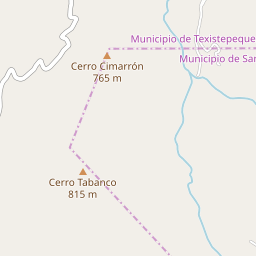 Municipio de Texistepeque
Municipio de San
Cerro Cimarrón
765 m
Cerro Tabanco
815 m